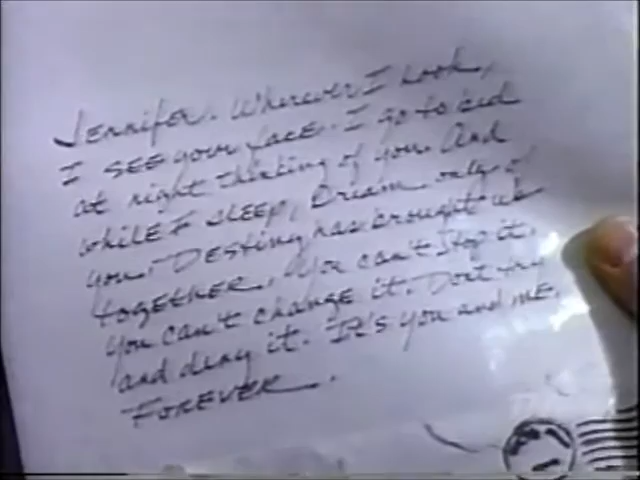 Jennifer. Wherever I look,
I see your face. I go to bed
at night thinking of you. And
while I sleep, Dream only of
you. Destiny has brought us
together. You can't stop it.
You can't change it. Don't try
and deny it. It's you and me,
FOREVER.